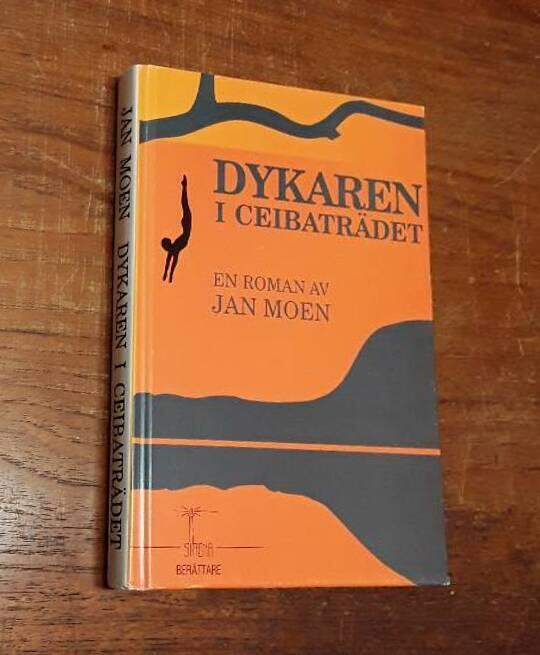 DYKAREN
I CEIBATRÄDET
EN ROMAN AV
JAN MOEN
SIRENA
BERÄTTARE
JAN MOEN DYKAREN I CEIBATRÄDET